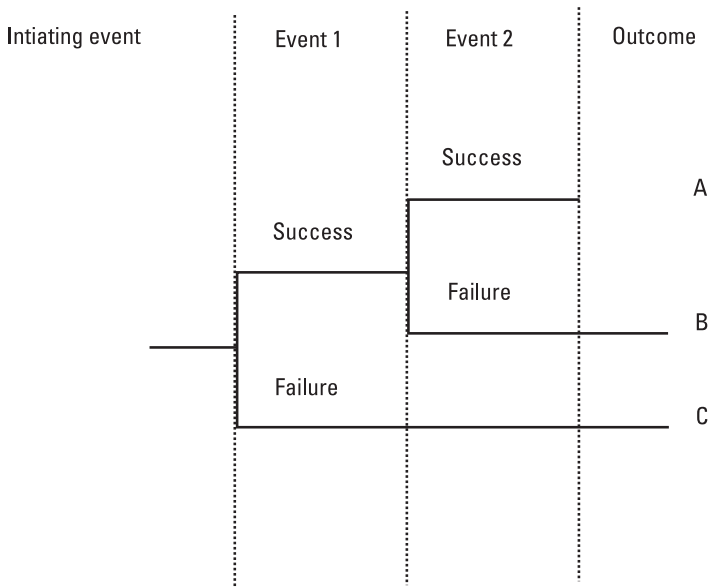 Intiating event
Event 1
Event 2
Outcome
Success
A
Success
Failure
B
Failure
C